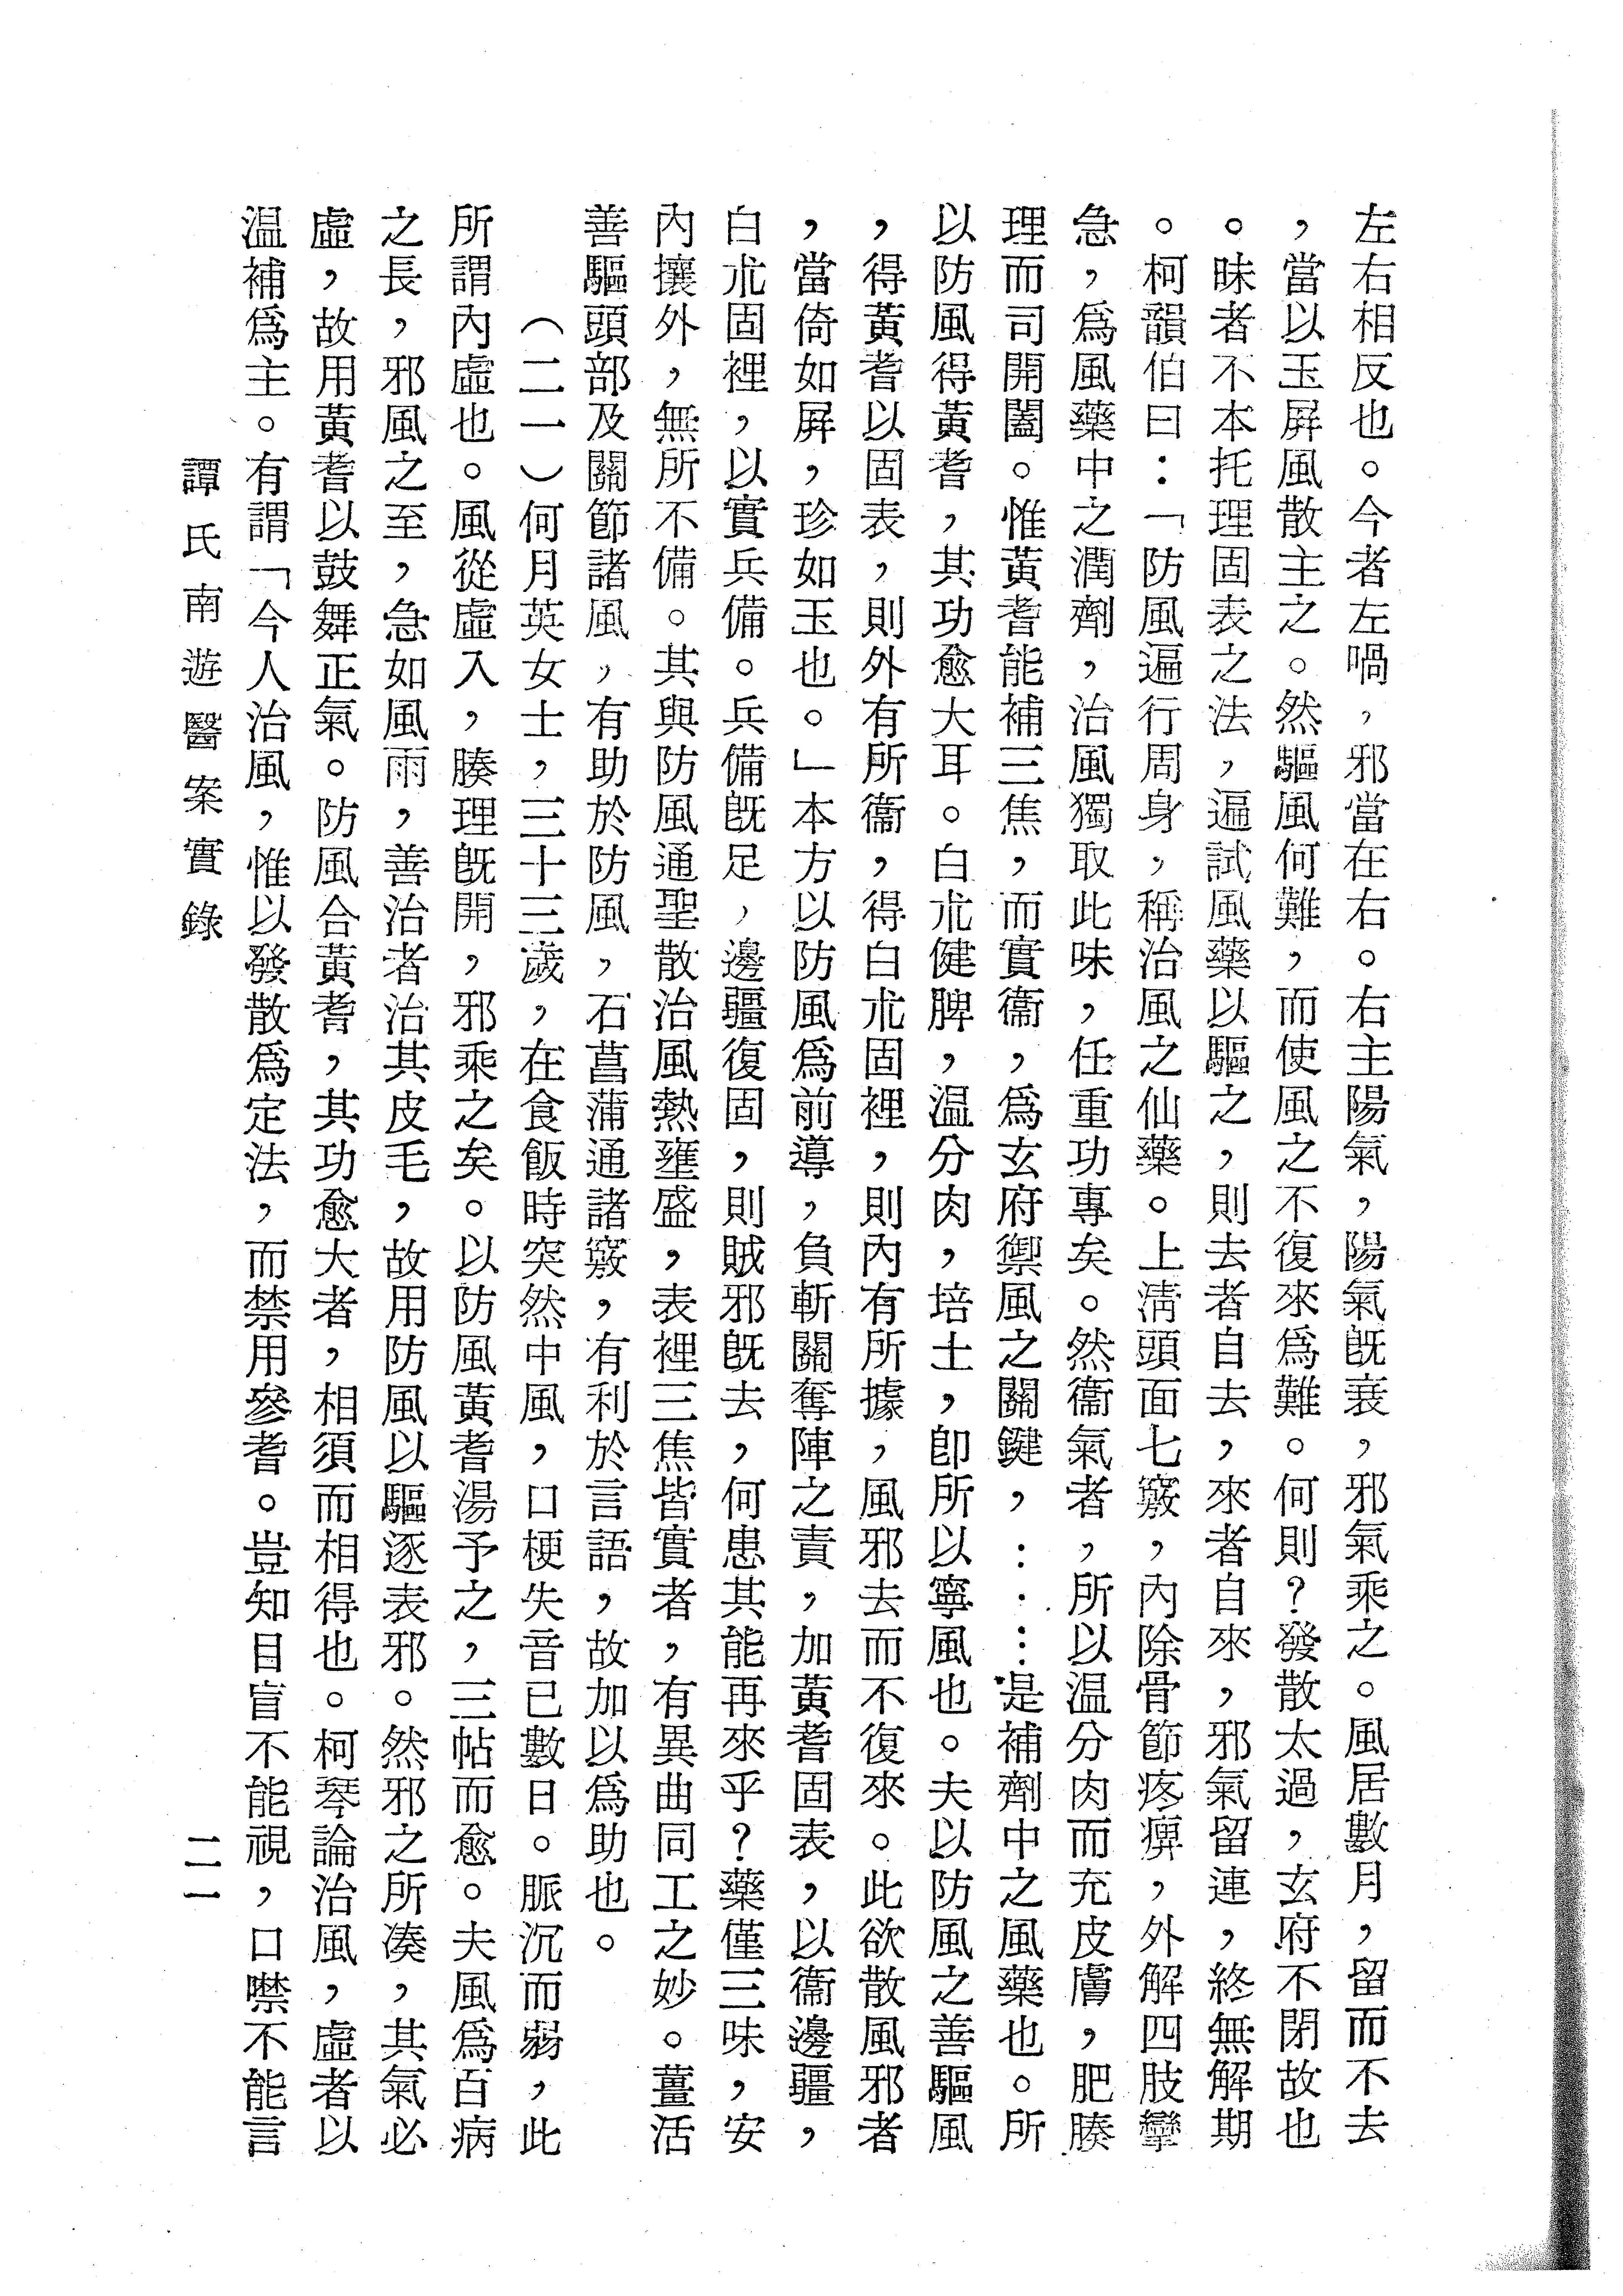 左右相反也。今者左喎，邪當在右。右主陽氣，陽氣旣衰，邪氣乘之。風居數月，留而不去
，當以玉屏風散主之。然驅風何難，而使風之不復來爲難。何則？發散太過，玄府不閉故也
。昧者不本托理固表之法，遍試風藥以驅之，則去者自去，來者自來，邪氣留連，終無解期
。柯韻伯曰：「防風遍行周身，稱治風之仙藥。上淸頭面七竅，內除骨節疼痹，外解四肢攣
急，爲風藥中之潤劑，治風獨取此味，任重功專矣。然衞氣者，所以温分肉而充皮膚，肥腠
理而司開闔。惟黃耆能補三焦，而實衞，爲玄府禦風之關鍵，……是補劑中之風藥也。所
以防風得黃耆，其功愈大耳。白朮健脾，温分肉，培土，卽所以寧風也。夫以防風之善驅風
，得黃耆以固表，則外有所衞，得白朮固裡，則內有所據，風邪去而不復來。此欲散風邪者
，當倚如屏，珍如玉也。」本方以防風爲前導，負斬關奪陣之責，加黃耆固表，以衞邊疆，
白朮固裡，以實兵備。兵備旣足，邊疆復固，則賊邪旣去，何患其能再來乎？藥僅三味，安
內攘外，無所不備。其與防風通聖散治風熱壅盛，表裡三焦皆實者，有異曲同工之妙。薑活
善驅頭部及關節諸風，有助於防風，石菖蒲通諸竅，有利於言語，故加以爲助也。
（二一）何月英女士，三十三歲，在食飯時突然中風，口梗失音已數日。脈沉而弱，此
所謂內虛也。風從虛入，腠理旣開，邪乘之矣。以防風黃耆湯予之，三帖而愈。夫風爲百病
之長，邪風之至，急如風雨，善治者治其皮毛，故用防風以驅逐表邪。然邪之所湊，其氣必
虛，故用黃耆以鼓舞正氣。防風合黃耆，其功愈大者，相須而相得也。柯琴論治風，虛者以
温補爲主。有謂「今人治風，惟以發散爲定法，而禁用參耆。豈知目盲不能視，口噤不能言
譚氏南遊醫案實錄
二一